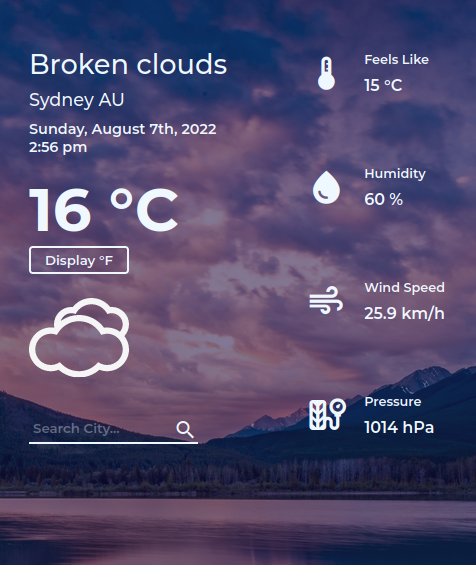 Broken clouds
Sydney AU
Sunday, August 7th, 2022
2:56 pm
16 °C
Display °F
Search City...
Feels Like
15 °C
Humidity
60 %
Wind Speed
25.9 km/h
Pressure
1014 hPa